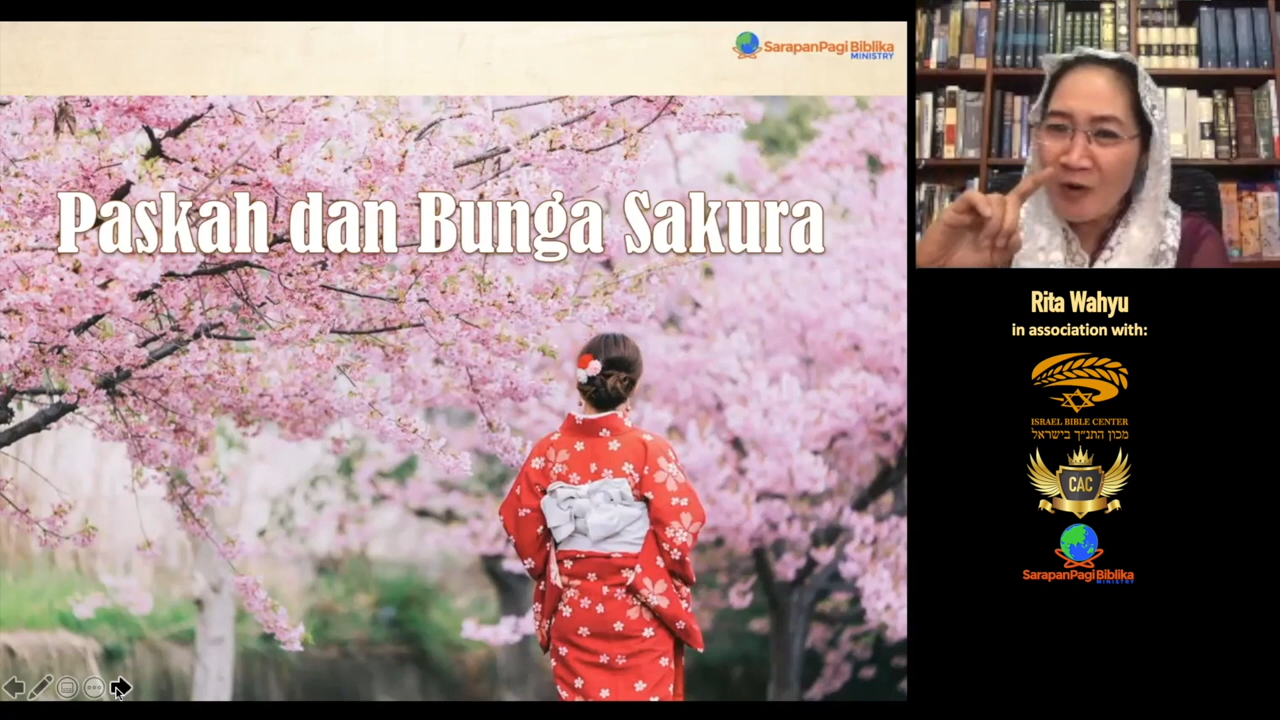 SarapanPagi Biblika
MINISTRY
Paskah dan Bunga Sakura
Rita Wahyu
in association with:
ISRAEL BIBLE CENTER
מכון התנ״ך בישראל
CAC
SarapanPagi Biblika
MINISTRY